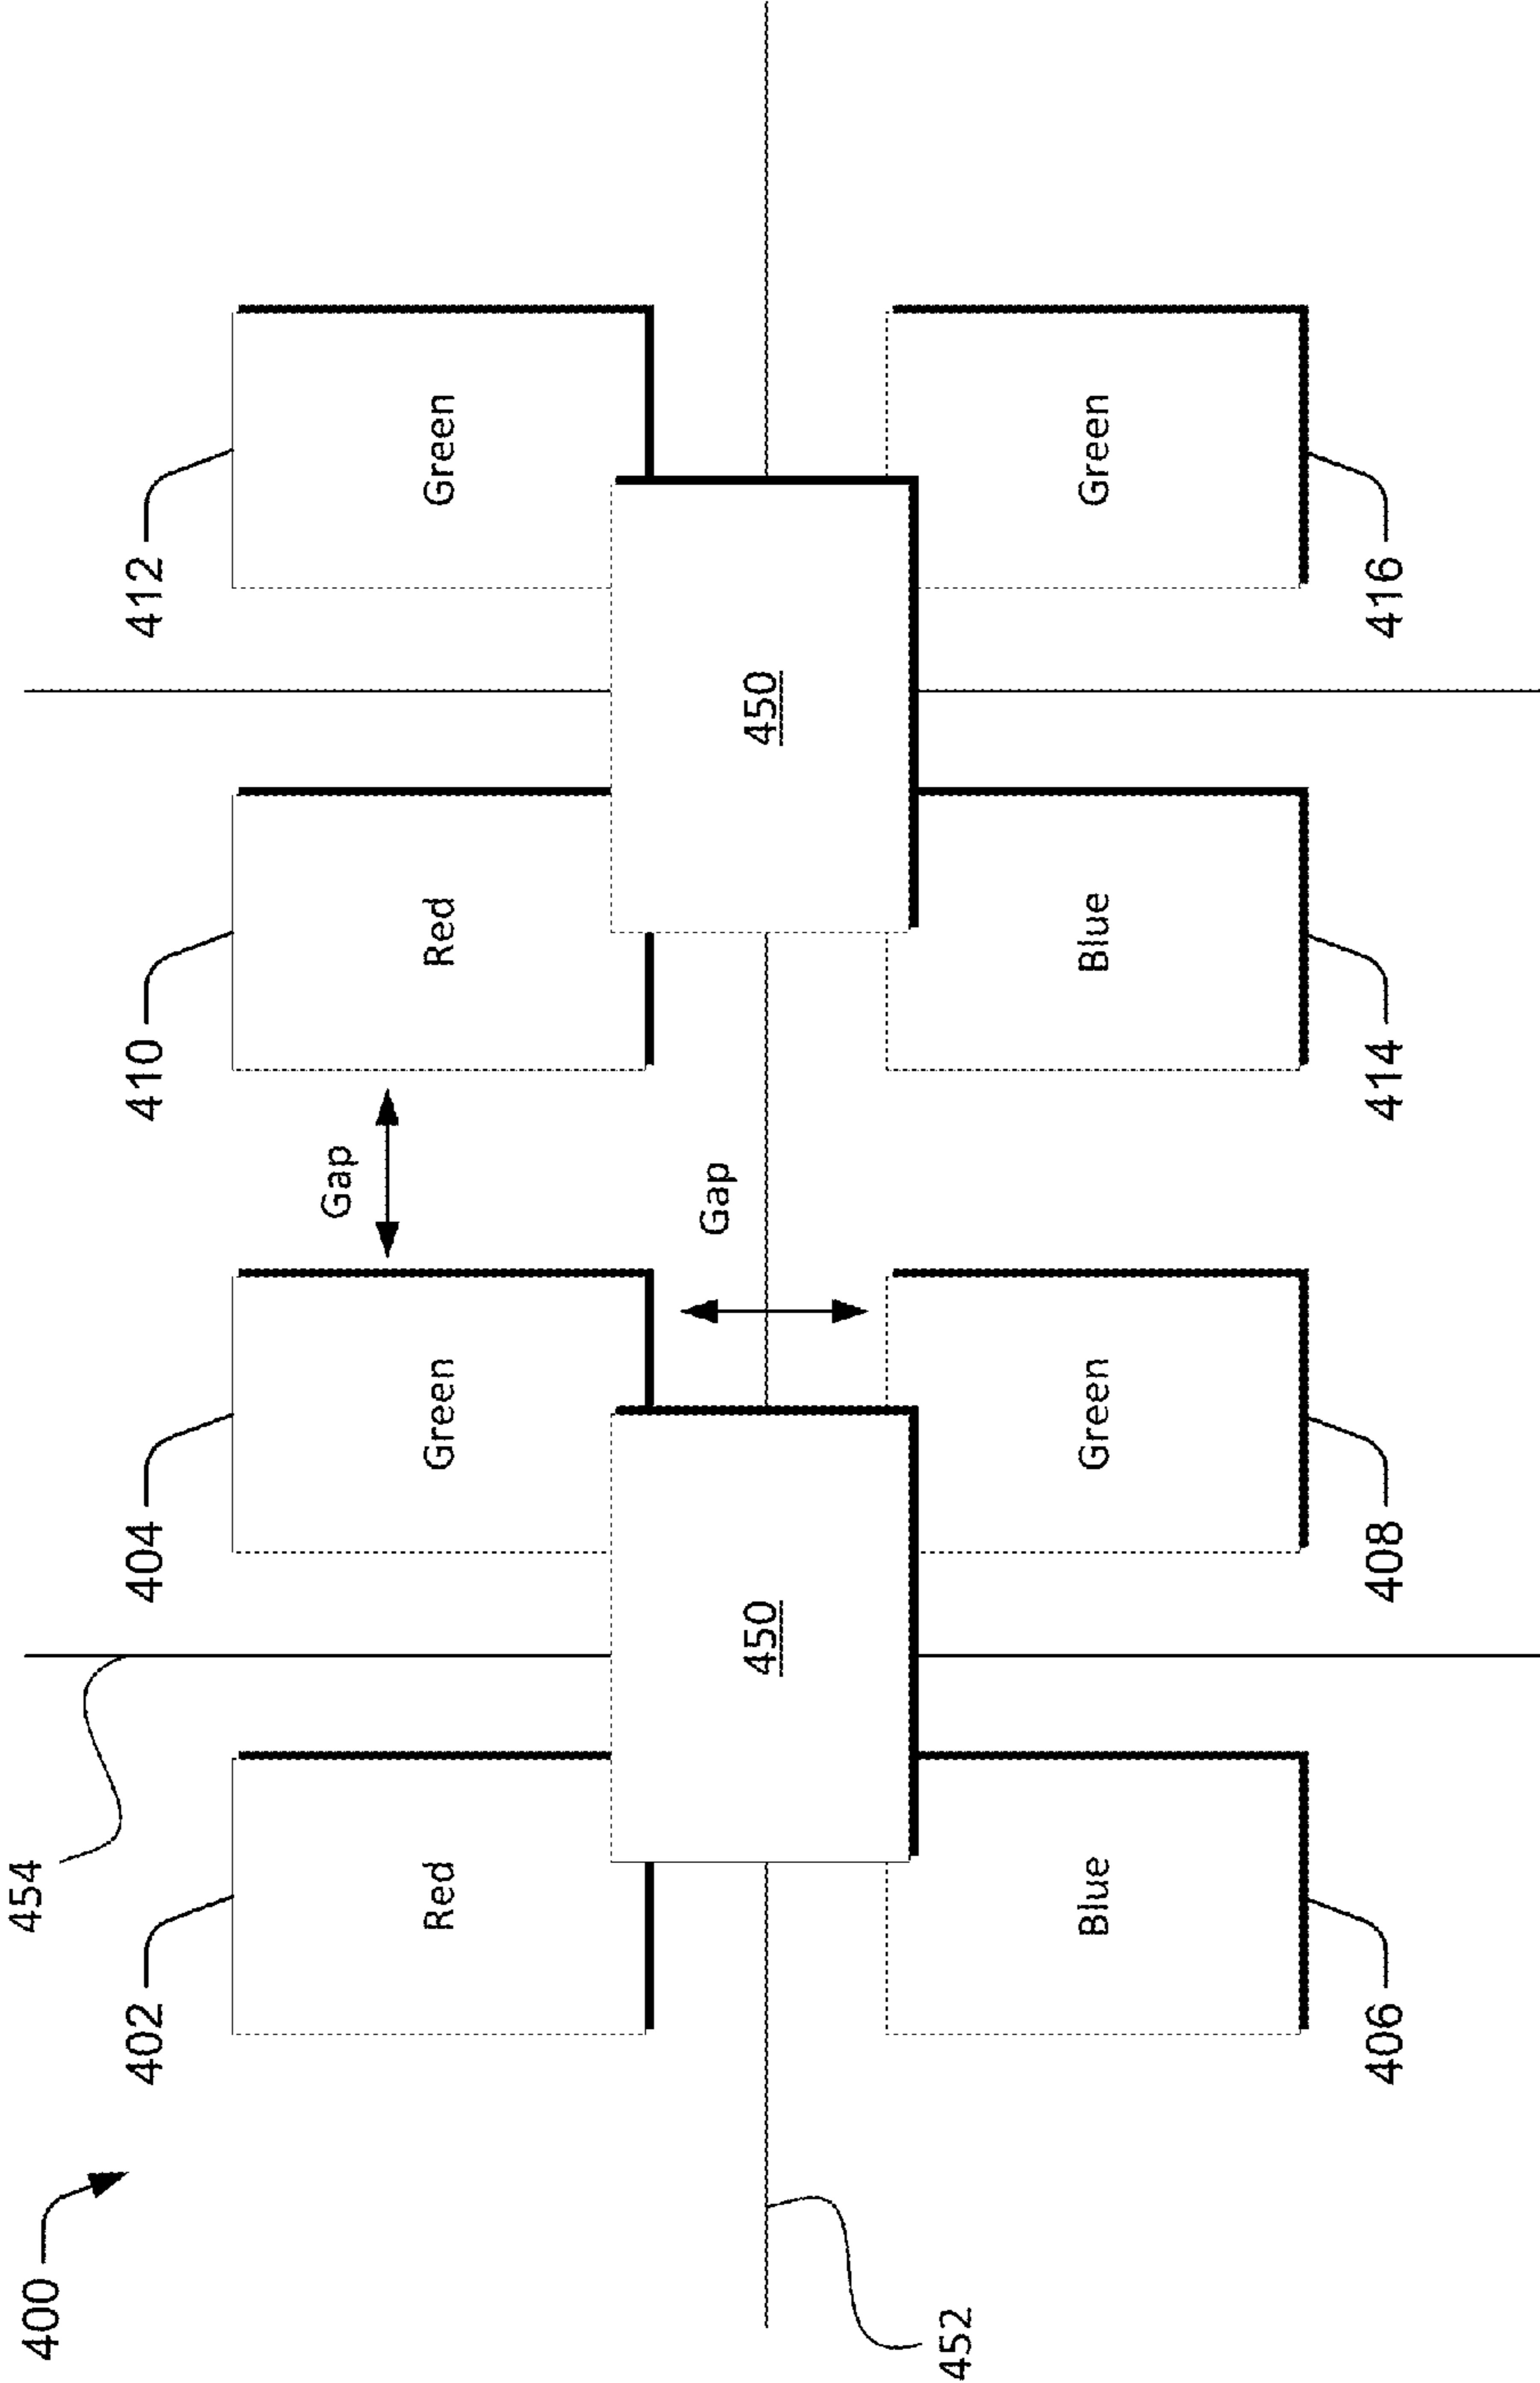 454
400
402 404 410 412
Gap
Red Green Red Green
Gap
450 450
452
Blue Green Blue Green
406 408 414 416